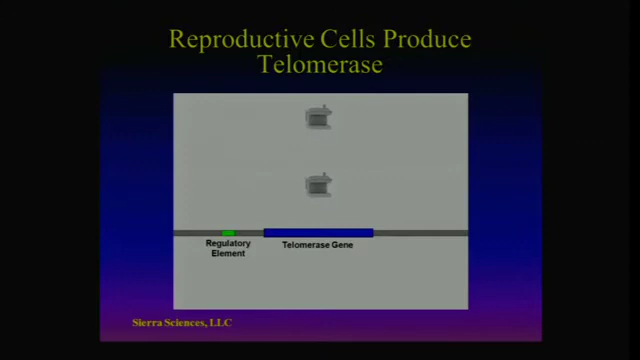 Reproductive Cells Produce
Telomerase
Regulatory
Element
Telomerase Gene
Sierra Sciences, LLC